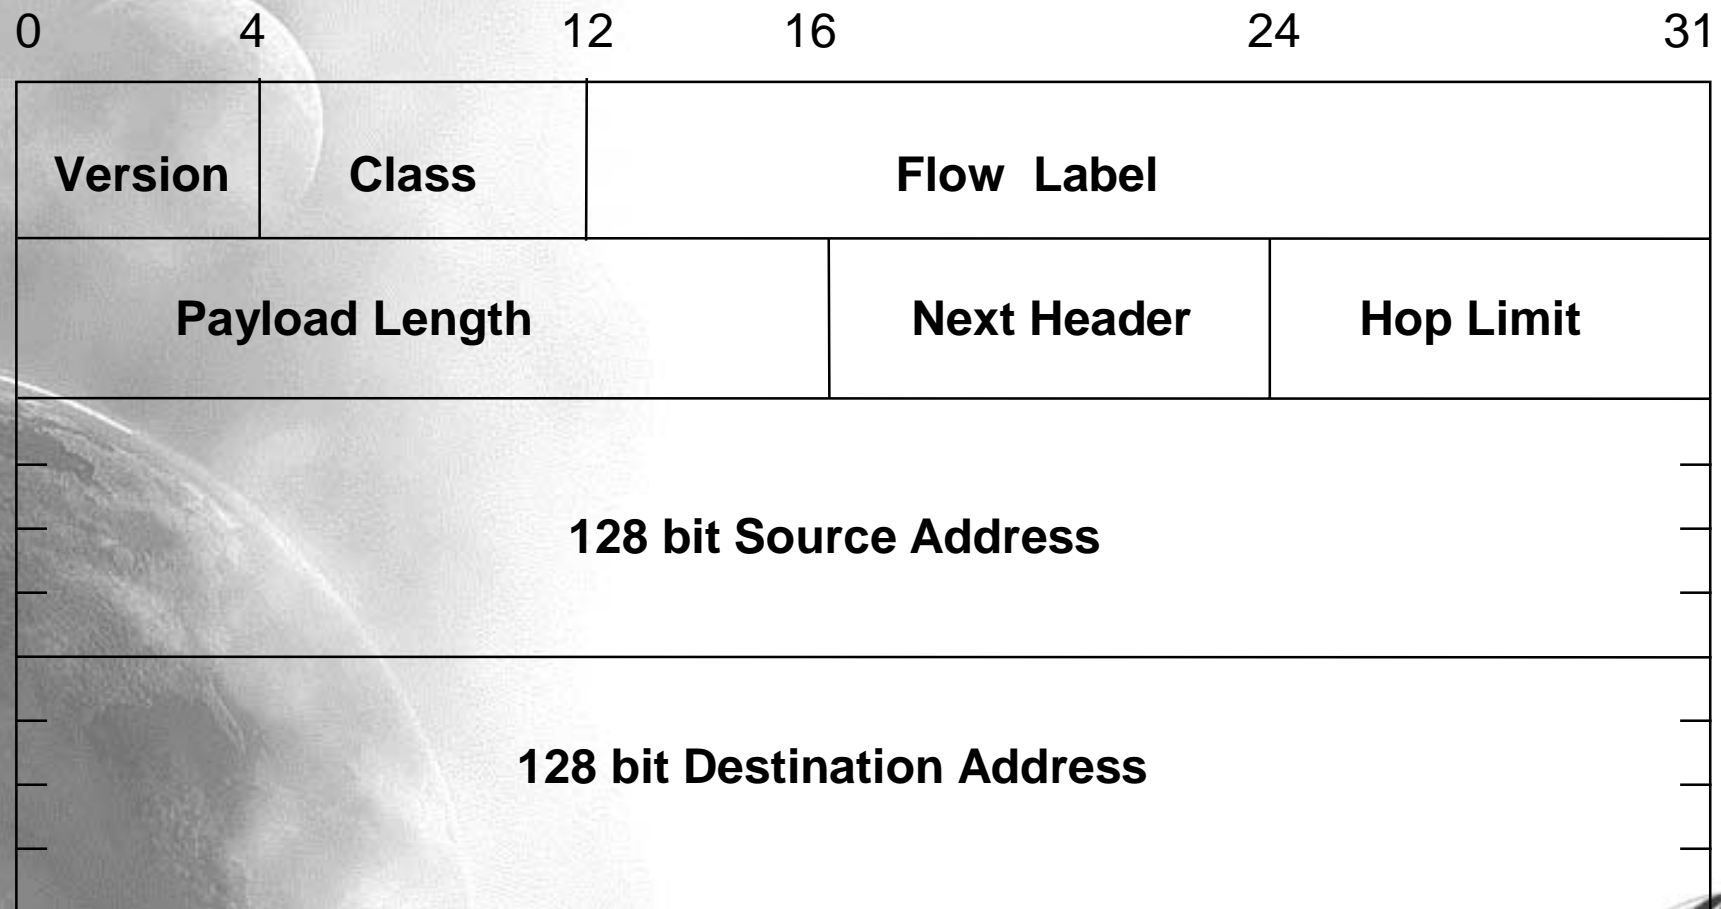 0 4 12 16 24 31
Version Class Flow Label
Payload Length Next Header Hop Limit
128 bit Source Address
128 bit Destination Address